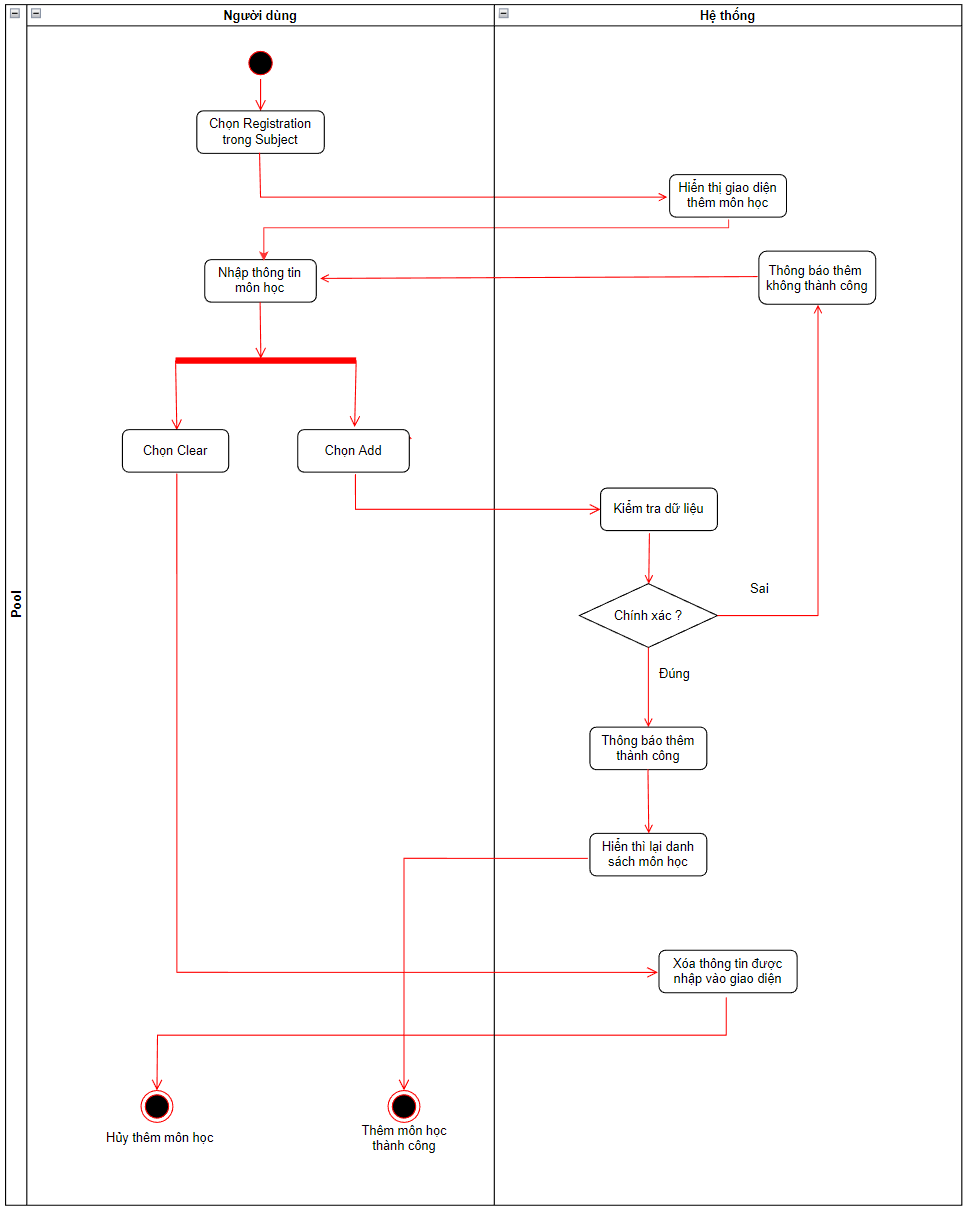 Người dùng
Hệ thống
Pool
Chọn Registration
trong Subject
Hiển thị giao diện
thêm môn học
Nhập thông tin
môn học
Thông báo thêm
không thành công
Chọn Clear
Chọn Add
Kiểm tra dữ liệu
Chính xác ?
Sai
Đúng
Thông báo thêm
thành công
Hiển thì lại danh
sách môn học
Xóa thông tin được
nhập vào giao diện
Hủy thêm môn học
Thêm môn học
thành công